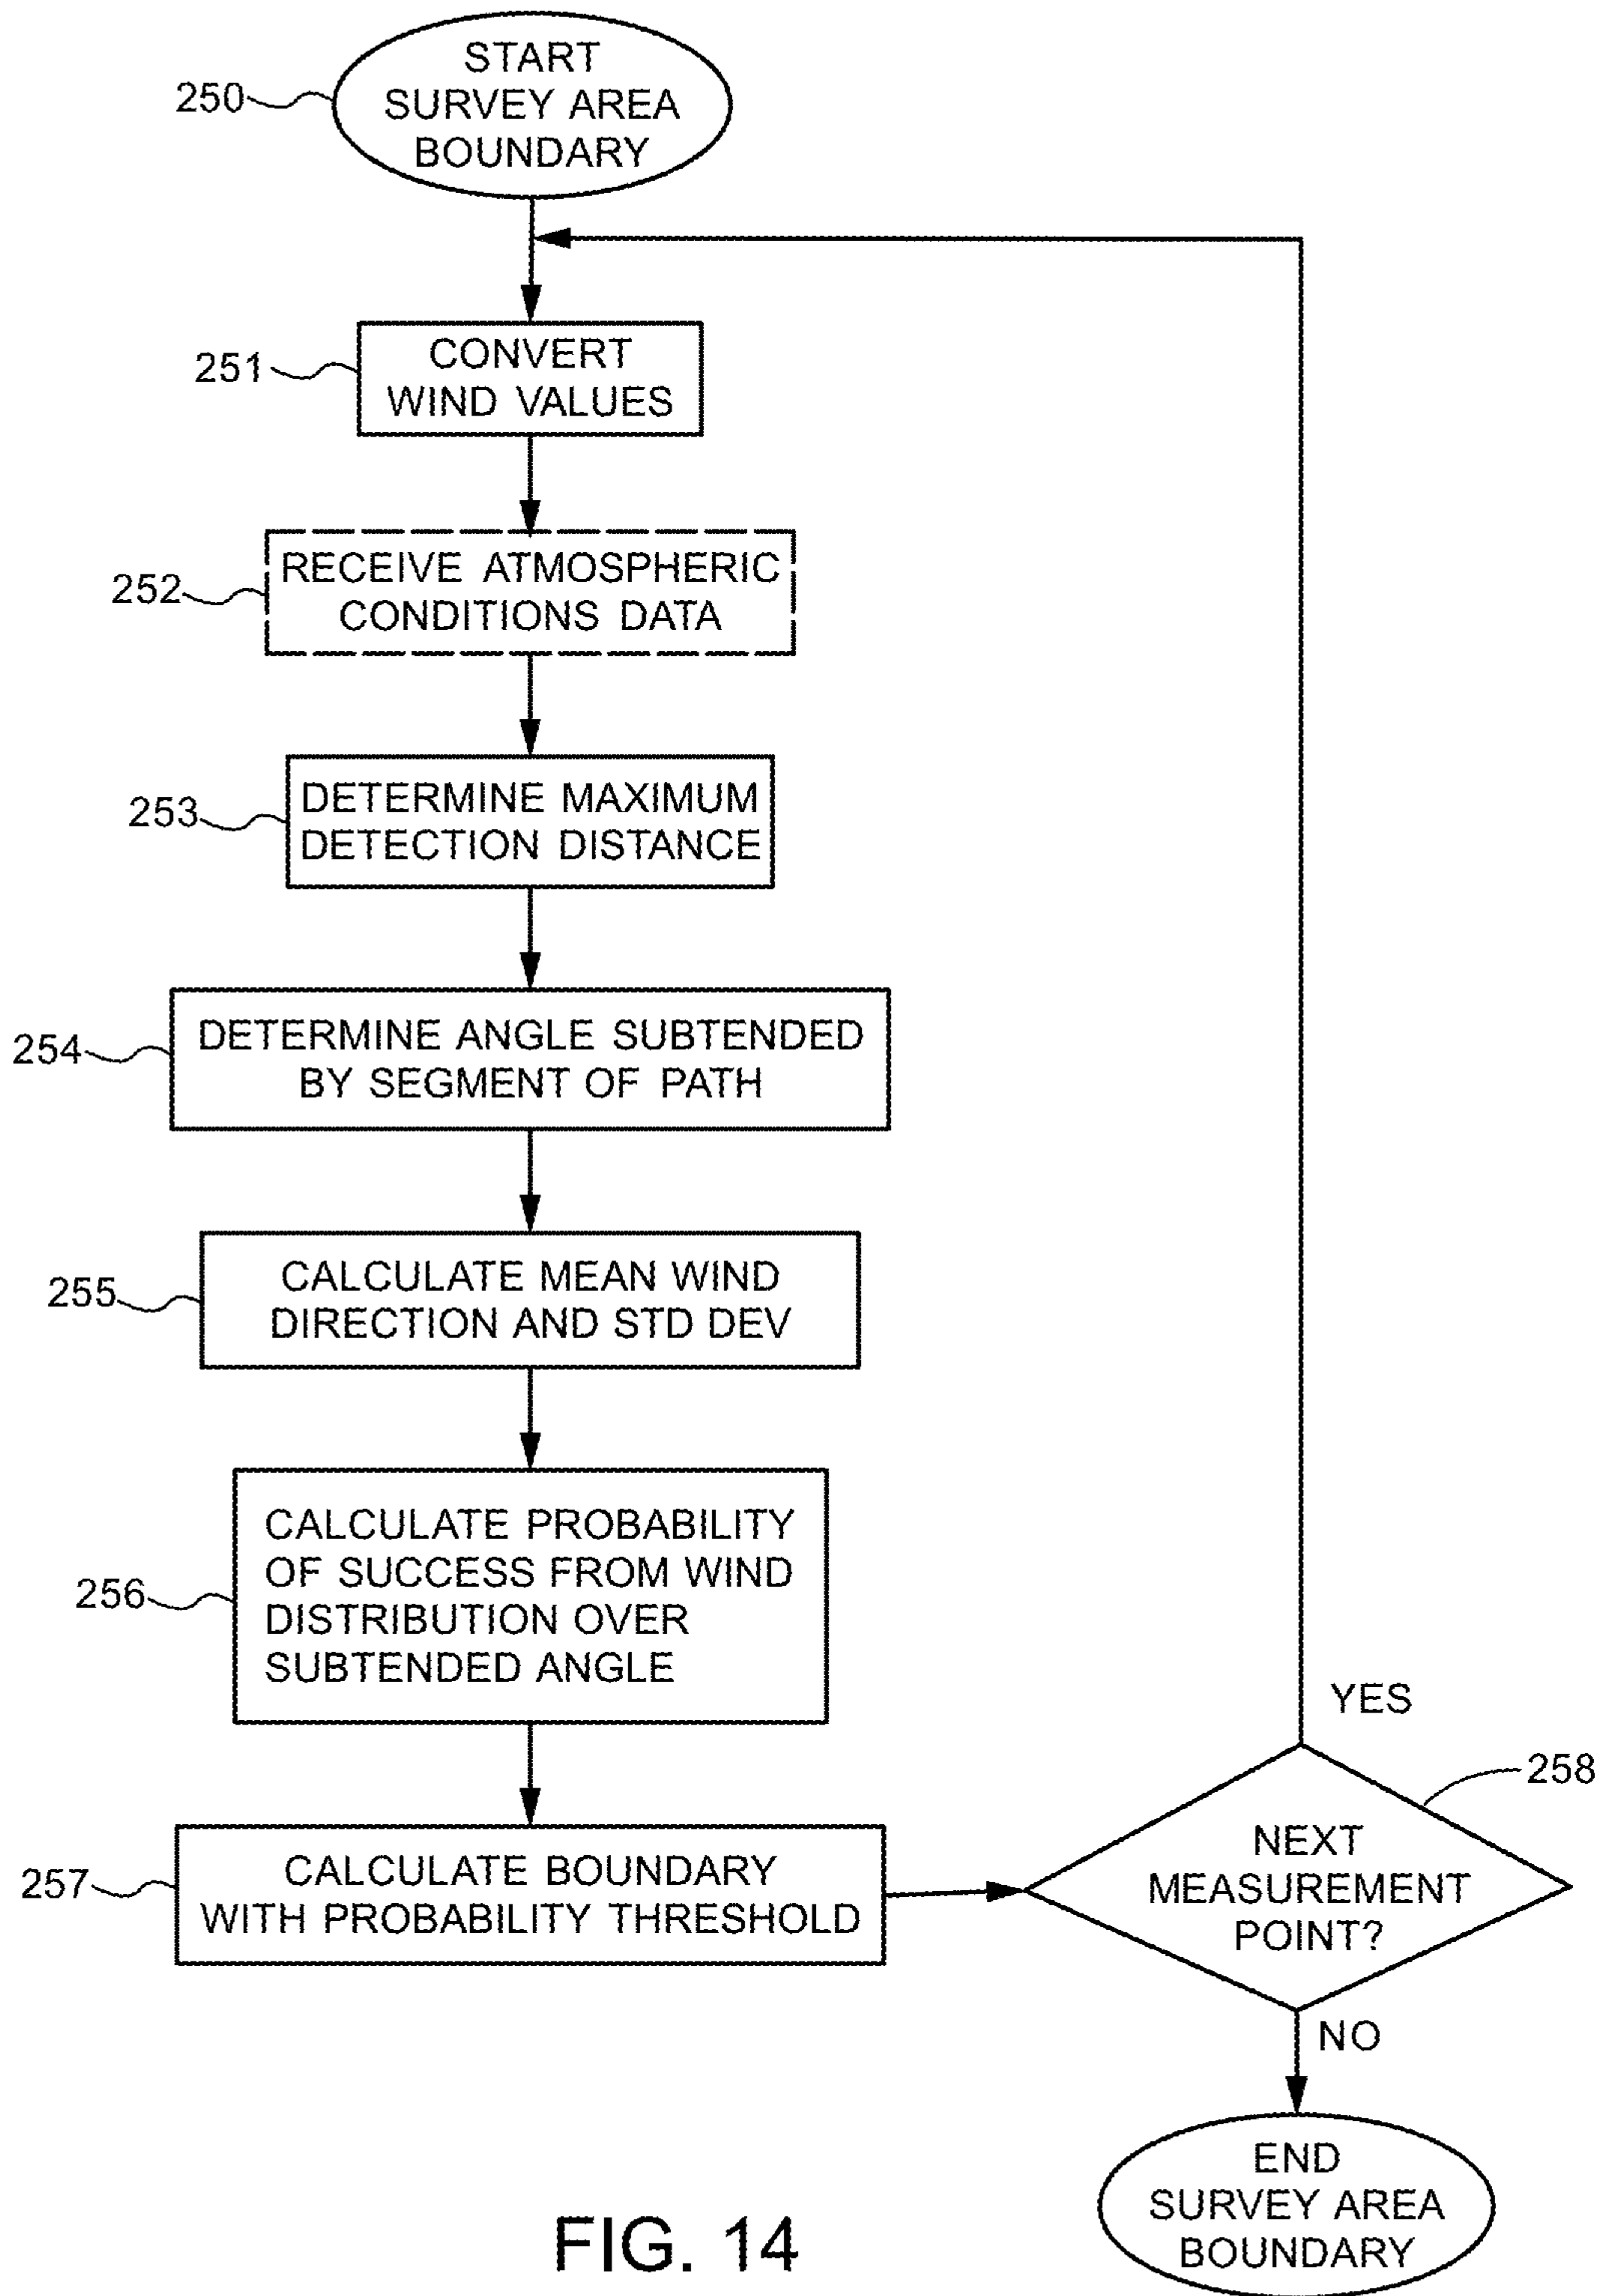 START
SURVEY AREA
BOUNDARY
250
251
CONVERT
WIND VALUES
252
RECEIVE ATMOSPHERIC
CONDITIONS DATA
253
DETERMINE MAXIMUM
DETECTION DISTANCE
254
DETERMINE ANGLE SUBTENDED
BY SEGMENT OF PATH
255
CALCULATE MEAN WIND
DIRECTION AND STD DEV
256
CALCULATE PROBABILITY
OF SUCCESS FROM WIND
DISTRIBUTION OVER
SUBTENDED ANGLE
257
CALCULATE BOUNDARY
WITH PROBABILITY THRESHOLD
YES
258
NEXT
MEASUREMENT
POINT?
NO
END
SURVEY AREA
BOUNDARY
FIG. 14